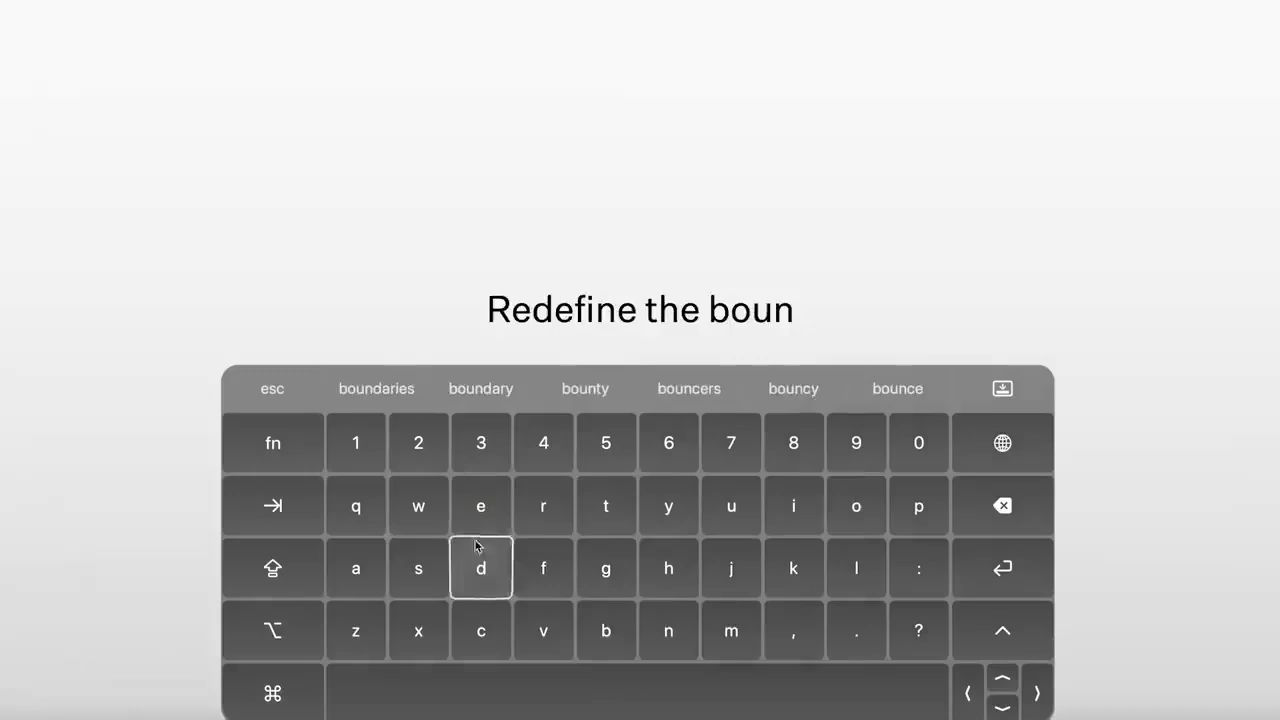 Redefine the boun
esc boundaries boundary bounty bouncers bouncy bounce
fn 1 2 3 4 5 6 7 8 9 0
q w e r t y u i o p
a s d f g h j k l :
z x c v b n m , . ?